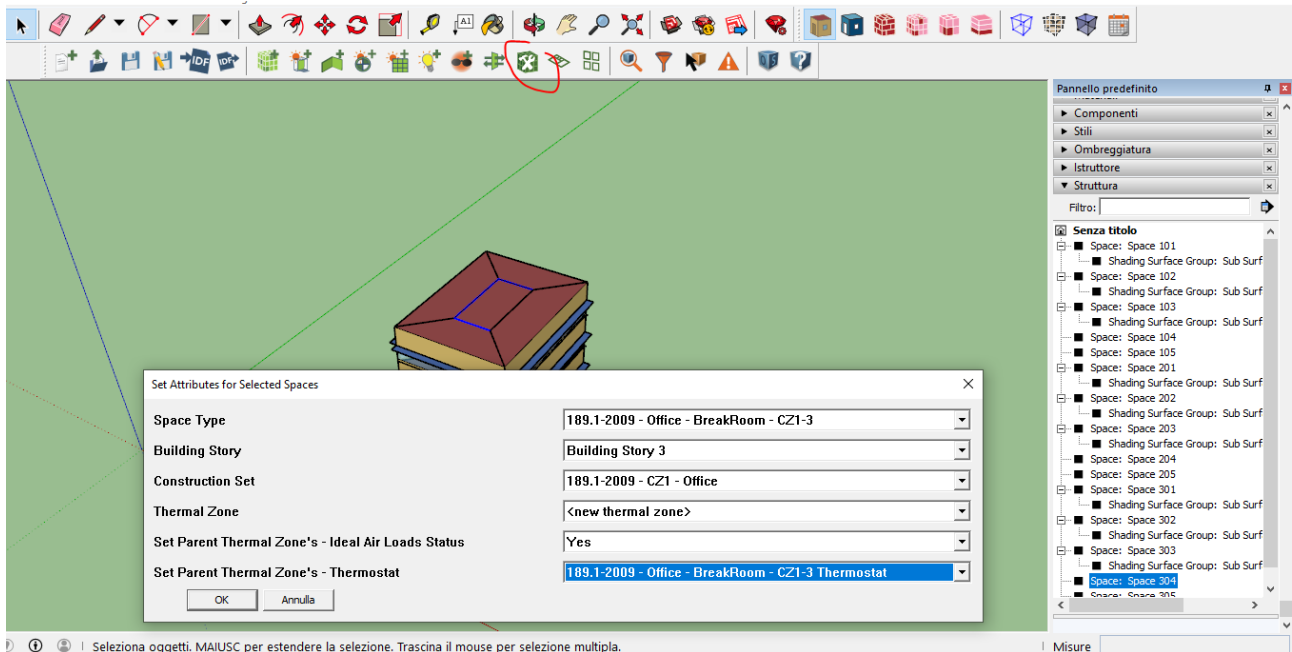 A1
IDF
IDF
Pannello predefinito
Componenti
Stili
Ombreggiatura
Istruttore
Struttura
Filtro:
Senza titolo
Space: Space 101
Shading Surface Group: Sub Surf
Space: Space 102
Shading Surface Group: Sub Surf
Space: Space 103
Shading Surface Group: Sub Surf
Space: Space 104
Space: Space 105
Space: Space 201
Shading Surface Group: Sub Surf
Space: Space 202
Shading Surface Group: Sub Surf
Space: Space 203
Shading Surface Group: Sub Surf
Space: Space 204
Space: Space 205
Space: Space 301
Shading Surface Group: Sub Surf
Space: Space 302
Shading Surface Group: Sub Surf
Space: Space 303
Shading Surface Group: Sub Surf
Space: Space 304
Space: Space 305
Set Attributes for Selected Spaces
Space Type 189.1-2009 - Office - BreakRoom - CZ1-3
Building Story Building Story 3
Construction Set 189.1-2009 - CZ1 - Office
Thermal Zone <new thermal zone>
Set Parent Thermal Zone's - Ideal Air Loads Status Yes
Set Parent Thermal Zone's - Thermostat 189.1-2009 - Office - BreakRoom - CZ1-3 Thermostat
OK Annulla
Seleziona oggetti. MAIUSC per estendere la selezione. Trascina il mouse per selezione multipla.
Misure